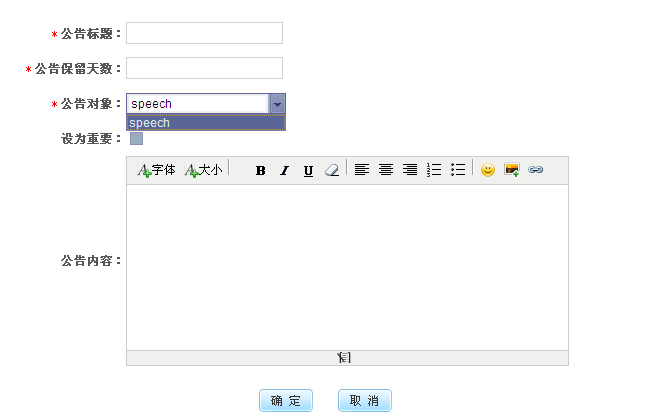 * 公告标题：
* 公告保留天数：
* 公告对象： speech
speech
设为重要：
字体 大小 B I U
公告内容：
确 定 取 消